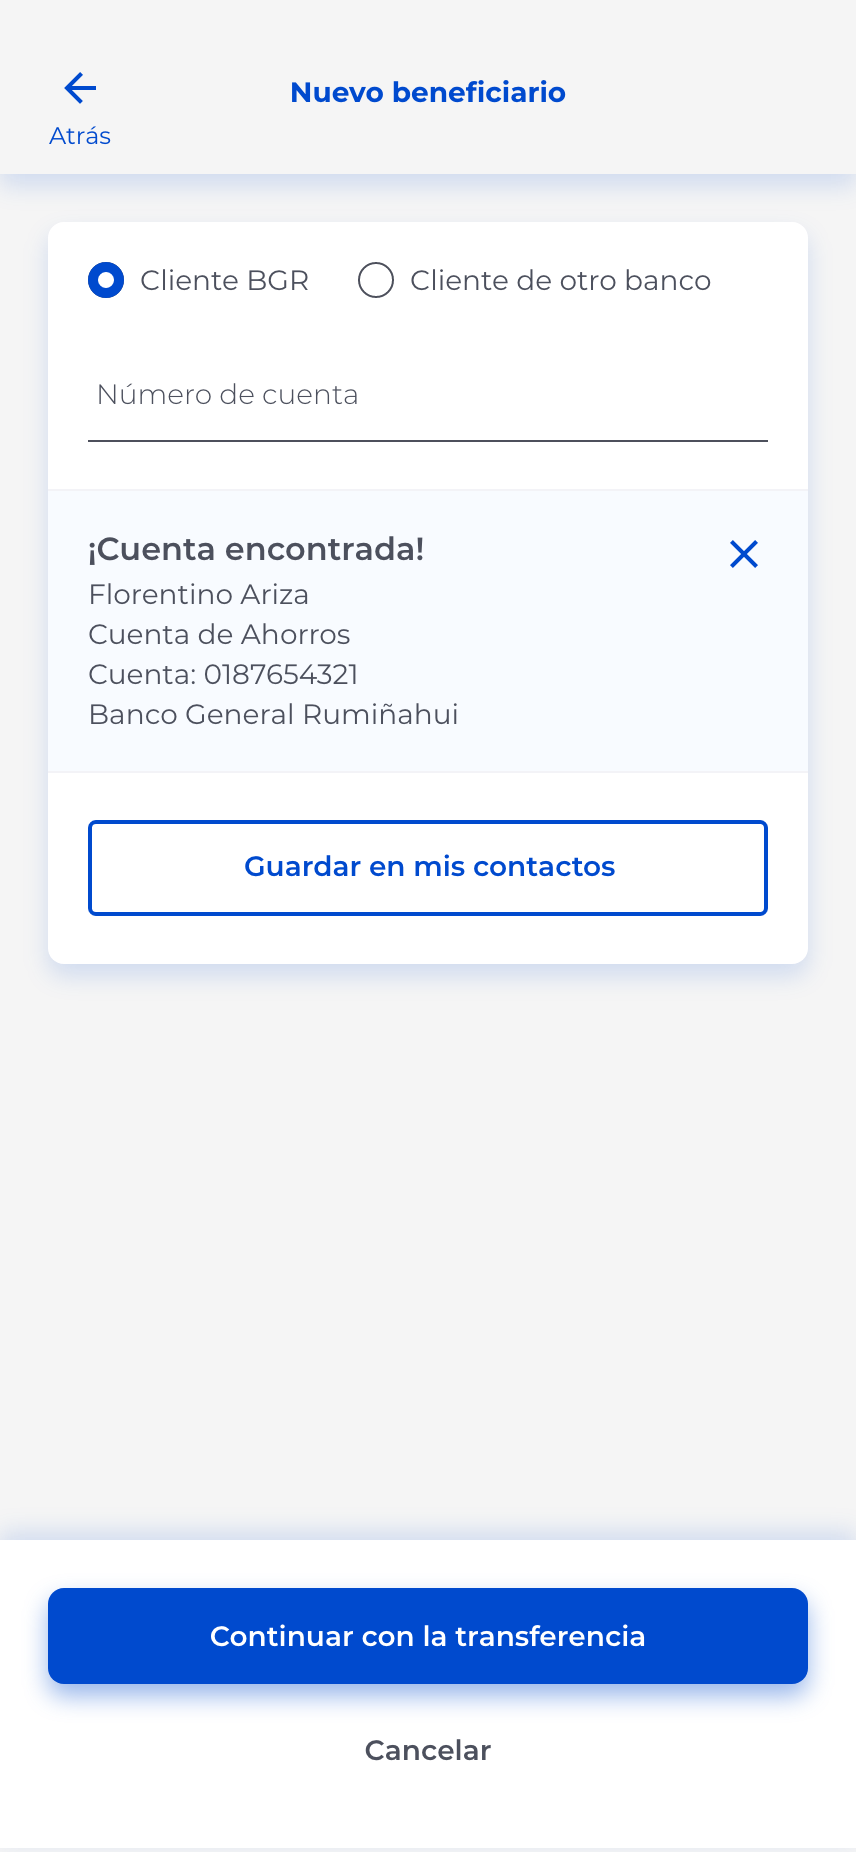 Nuevo beneficiario
Atrás
Cliente BGR
Cliente de otro banco
Número de cuenta
¡Cuenta encontrada!
Florentino Ariza
Cuenta de Ahorros
Cuenta: 0187654321
Banco General Rumiñahui
Guardar en mis contactos
Continuar con la transferencia
Cancelar